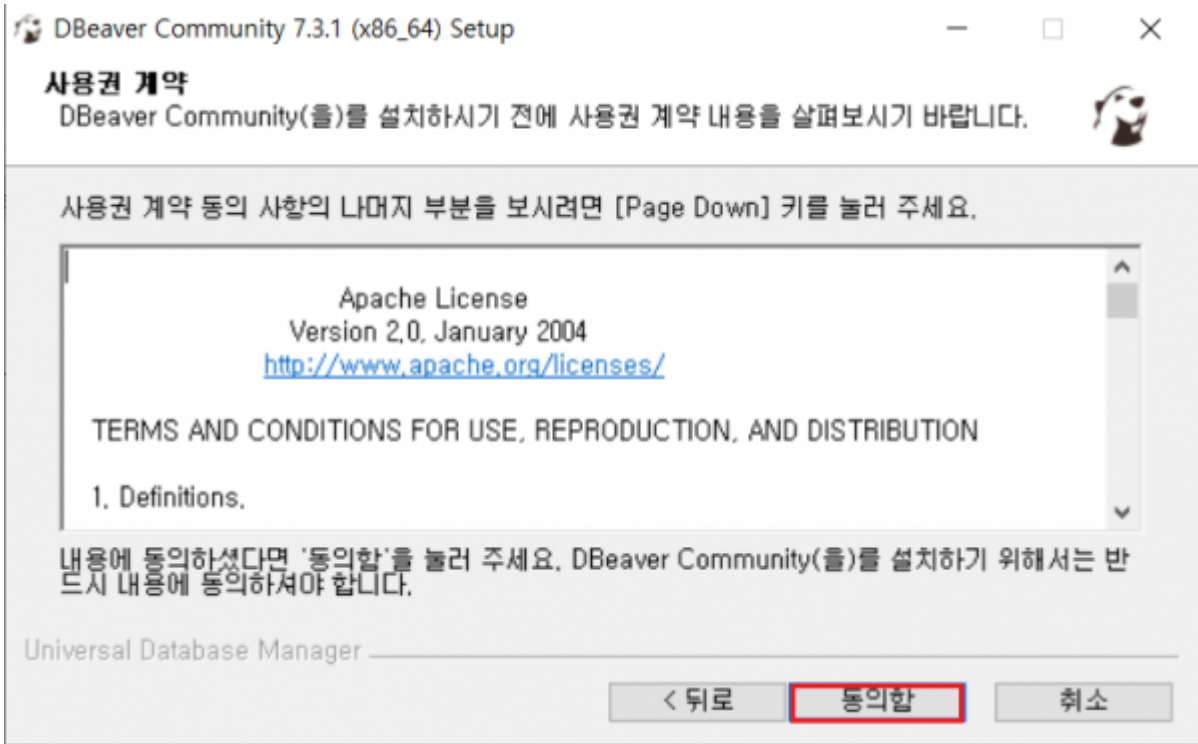 DBeaver Community 7.3.1 (x86_64) Setup
사용권 계약
DBeaver Community(을)를 설치하시기 전에 사용권 계약 내용을 살펴보시기 바랍니다.
사용권 계약 동의 사항의 나머지 부분을 보시려면 [Page Down] 키를 눌러 주세요.
Apache License
Version 2.0, January 2004
http://www.apache.org/licenses/
TERMS AND CONDITIONS FOR USE, REPRODUCTION, AND DISTRIBUTION
1. Definitions.
내용에 동의하셨다면 '동의함'을 눌러 주세요. DBeaver Community(을)를 설치하기 위해서는 반
드시 내용에 동의하셔야 합니다.
Universal Database Manager
< 뒤로 동의함 취소